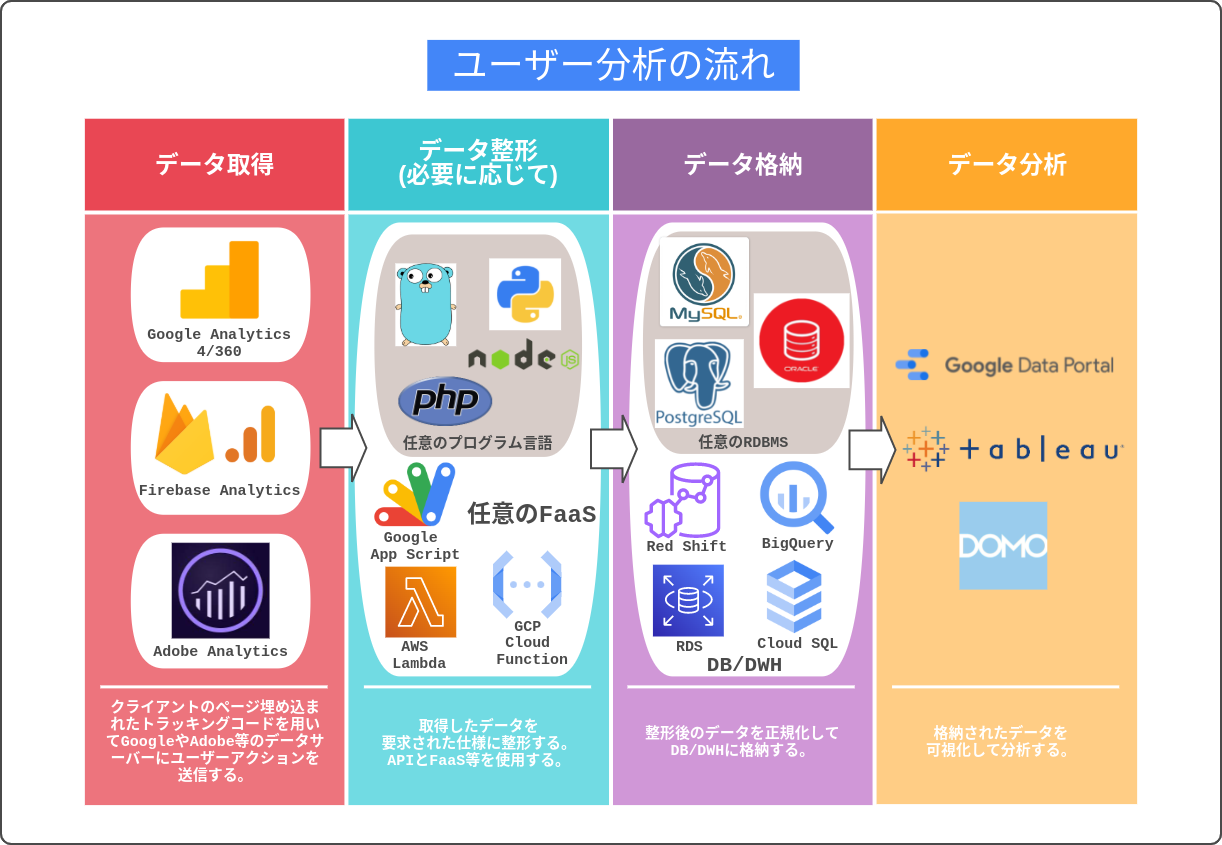 ユーザー分析の流れ
データ取得
Google Analytics
4/360
Firebase Analytics
Adobe Analytics
クライアントのページ埋め込ま
れたトラッキングコードを用い
てGoogleやAdobe等のデータサ
ーバーにユーザーアクションを
送信する。
データ整形
(必要に応じて)
node
JS
php
任意のプログラム言語
Google
App Script
任意のFaaS
AWS
Lambda
GCP
Cloud
Function
取得したデータを
要求された仕様に整形する。
APIとFaaS等を使用する。
データ格納
MySQL
ORACLE
PostgreSQL
任意のRDBMS
Red Shift
BigQuery
RDS
Cloud SQL
DB/DWH
整形後のデータを正規化して
DB/DWHに格納する。
データ分析
Google Data Portal
+ableau
DOMO
格納されたデータを
可視化して分析する。